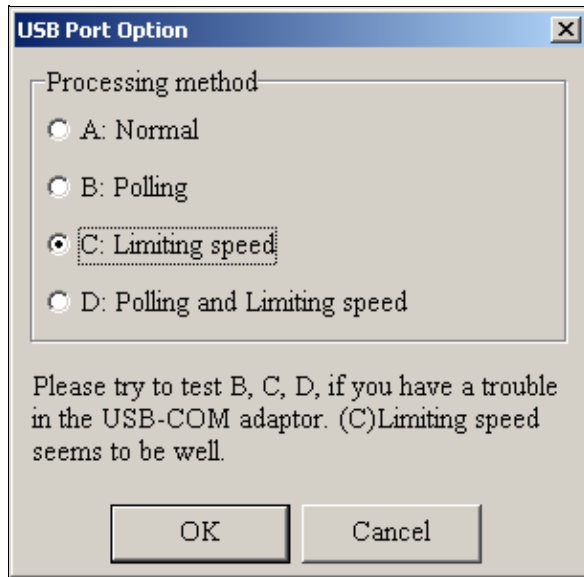 USB Port Option
Processing method
A: Normal
B: Polling
C: Limiting speed
D: Polling and Limiting speed
Please try to test B, C, D, if you have a trouble
in the USB-COM adaptor. (C)Limiting speed
seems to be well.
OK Cancel